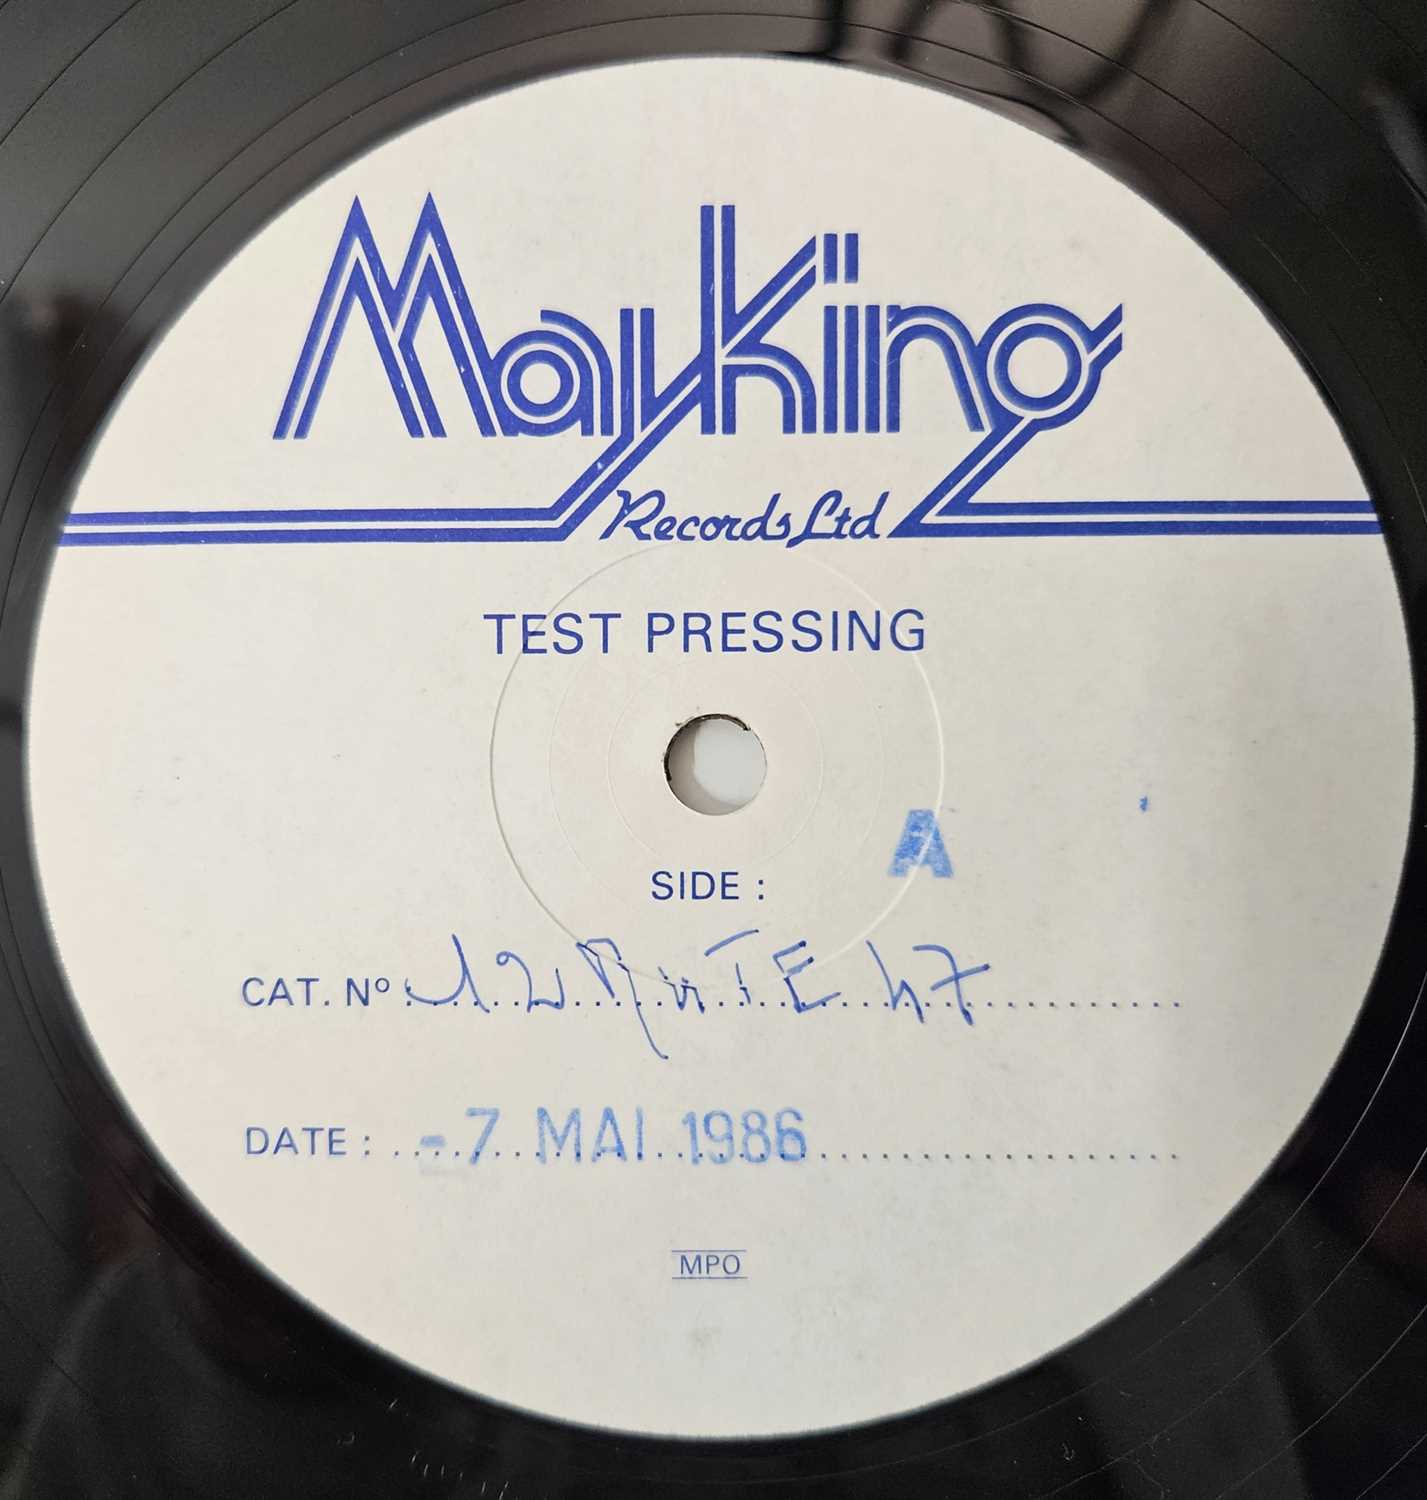 Mayking
Records Ltd
TEST PRESSING
SIDE : A
CAT. Nº :
DATE : -7 MAI 1986
MPO